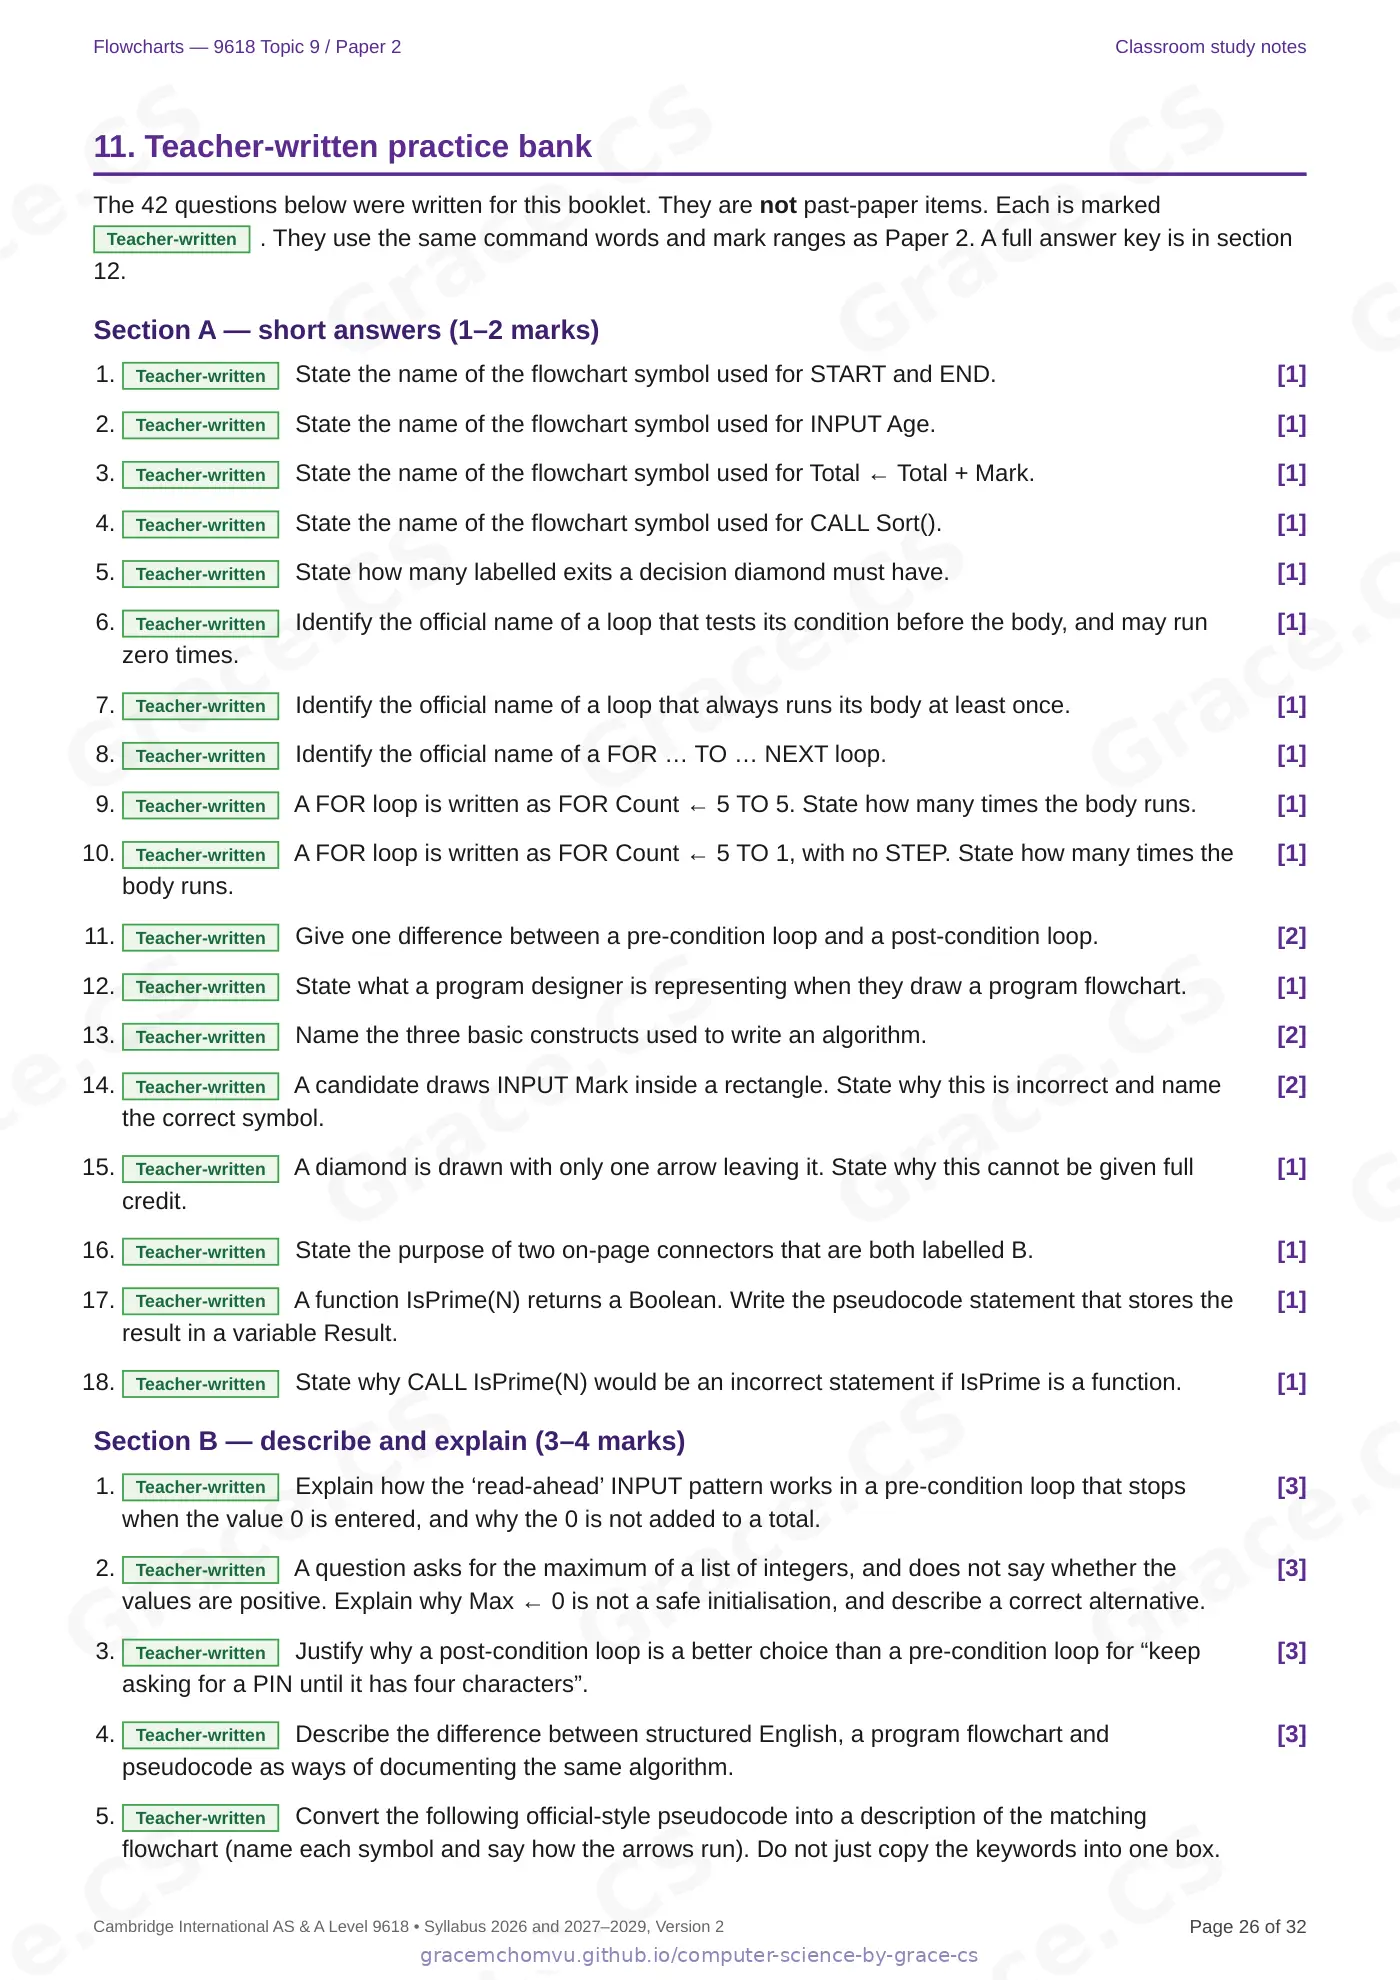 Flowcharts — 9618 Topic 9 / Paper 2 Classroom study notes
11. Teacher-written practice bank
The 42 questions below were written for this booklet. They are not past-paper items. Each is marked
Teacher-written . They use the same command words and mark ranges as Paper 2. A full answer key is in section
12.
Section A — short answers (1–2 marks)
1. Teacher-written State the name of the flowchart symbol used for START and END. [1]
2. Teacher-written State the name of the flowchart symbol used for INPUT Age. [1]
3. Teacher-written State the name of the flowchart symbol used for Total ← Total + Mark. [1]
4. Teacher-written State the name of the flowchart symbol used for CALL Sort(). [1]
5. Teacher-written State how many labelled exits a decision diamond must have. [1]
6. Teacher-written Identify the official name of a loop that tests its condition before the body, and may run [1]
zero times.
7. Teacher-written Identify the official name of a loop that always runs its body at least once. [1]
8. Teacher-written Identify the official name of a FOR … TO … NEXT loop. [1]
9. Teacher-written A FOR loop is written as FOR Count ← 5 TO 5. State how many times the body runs. [1]
10. Teacher-written A FOR loop is written as FOR Count ← 5 TO 1, with no STEP. State how many times the [1]
body runs.
11. Teacher-written Give one difference between a pre-condition loop and a post-condition loop. [2]
12. Teacher-written State what a program designer is representing when they draw a program flowchart. [1]
13. Teacher-written Name the three basic constructs used to write an algorithm. [2]
14. Teacher-written A candidate draws INPUT Mark inside a rectangle. State why this is incorrect and name [2]
the correct symbol.
15. Teacher-written A diamond is drawn with only one arrow leaving it. State why this cannot be given full [1]
credit.
16. Teacher-written State the purpose of two on-page connectors that are both labelled B. [1]
17. Teacher-written A function IsPrime(N) returns a Boolean. Write the pseudocode statement that stores the [1]
result in a variable Result.
18. Teacher-written State why CALL IsPrime(N) would be an incorrect statement if IsPrime is a function. [1]
Section B — describe and explain (3–4 marks)
1. Teacher-written Explain how the ‘read-ahead’ INPUT pattern works in a pre-condition loop that stops [3]
when the value 0 is entered, and why the 0 is not added to a total.
2. Teacher-written A question asks for the maximum of a list of integers, and does not say whether the [3]
values are positive. Explain why Max ← 0 is not a safe initialisation, and describe a correct alternative.
3. Teacher-written Justify why a post-condition loop is a better choice than a pre-condition loop for “keep [3]
asking for a PIN until it has four characters”.
4. Teacher-written Describe the difference between structured English, a program flowchart and [3]
pseudocode as ways of documenting the same algorithm.
5. Teacher-written Convert the following official-style pseudocode into a description of the matching
flowchart (name each symbol and say how the arrows run). Do not just copy the keywords into one box.
Cambridge International AS & A Level 9618 • Syllabus 2026 and 2027–2029, Version 2 Page 26 of 32
gracemchomvu.github.io/computer-science-by-grace-cs
Grace.CS